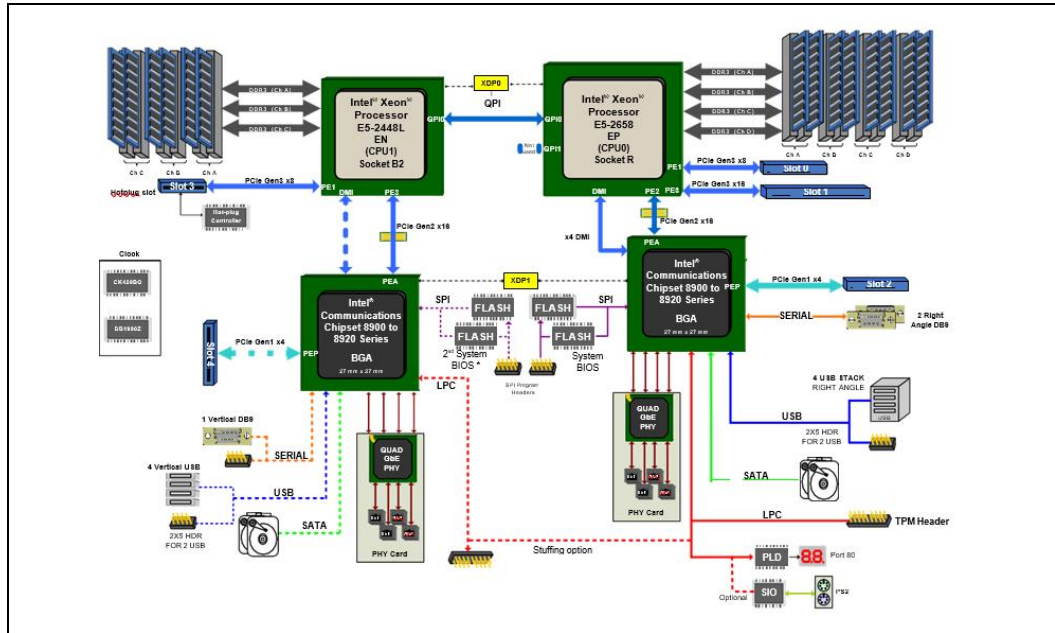 DDR3 (Ch A)
DDR3 (Ch B)
DDR3 (Ch C)
Ch C
Ch B
Ch A
Intel® Xeon®
Processor
E5-2448L
EN
(CPU1)
Socket B2
QPI0
PE1
DMI
PE3
XDP0
QPI
Intel® Xeon®
Processor
E5-2658
EP
(CPU0)
Socket R
QPI0
QPI1
Not
Used
DMI
PE2
PE1
PE3
DDR3 (Ch A)
DDR3 (Ch B)
DDR3 (Ch C)
DDR3 (Ch D)
Ch A
Ch B
Ch C
Ch D
PCIe Gen3 x8
Slot 0
PCIe Gen3 x16
Slot 1
Slot 3
Hotplug slot
PCIe Gen3 x8
Hot-plug
Controller
PCIe Gen2 x16
x4 DMI
PCIe Gen2 x16
Clock
CK420BQ
DB1900Z
PEA
Intel®
Communications
Chipset 8900 to
8920 Series
BGA
27 mm x 27 mm
PEP
XDP1
PEA
Intel®
Communications
Chipset 8900 to
8920 Series
BGA
27 mm x 27 mm
PEP
PCIe Gen1 x4
Slot 2
SERIAL
2 Right
Angle DB9
SPI
FLASH
FLASH
2nd System
BIOS *
SPI Program
Headers
FLASH
SPI
FLASH
System
BIOS
Slot 4
PCIe Gen1 x4
LPC
1 Vertical DB9
SERIAL
4 Vertical USB
USB
2X5 HDR
FOR 2 USB
SATA
QUAD
GbE
PHY
PHY Card
QUAD
GbE
PHY
PHY Card
4 USB STACK
RIGHT ANGLE
USB
USB
2X5 HDR
FOR 2 USB
SATA
LPC
TPM Header
Stuffing option
PLD
8.8.
Port 80
Optional
SIO
PS2